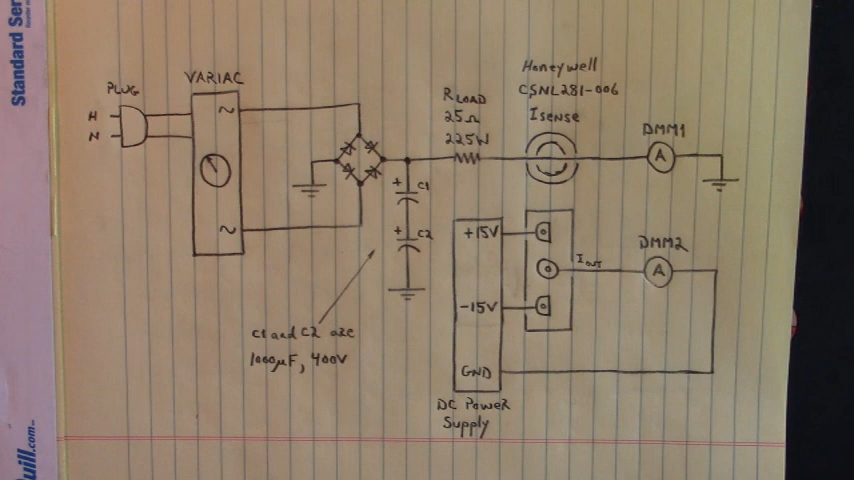 Standard Ser
PLUG
H
N
VARIAC
~
~
+
C1
+
C2
C1 and C2 are
1000µF, 400V
RLOAD
25Ω
225W
Honeywell
CSNL281-006
Isense
DMM1
A
+15V
-15V
GND
DC Power
Supply
IOUT
DMM2
A
uill.com